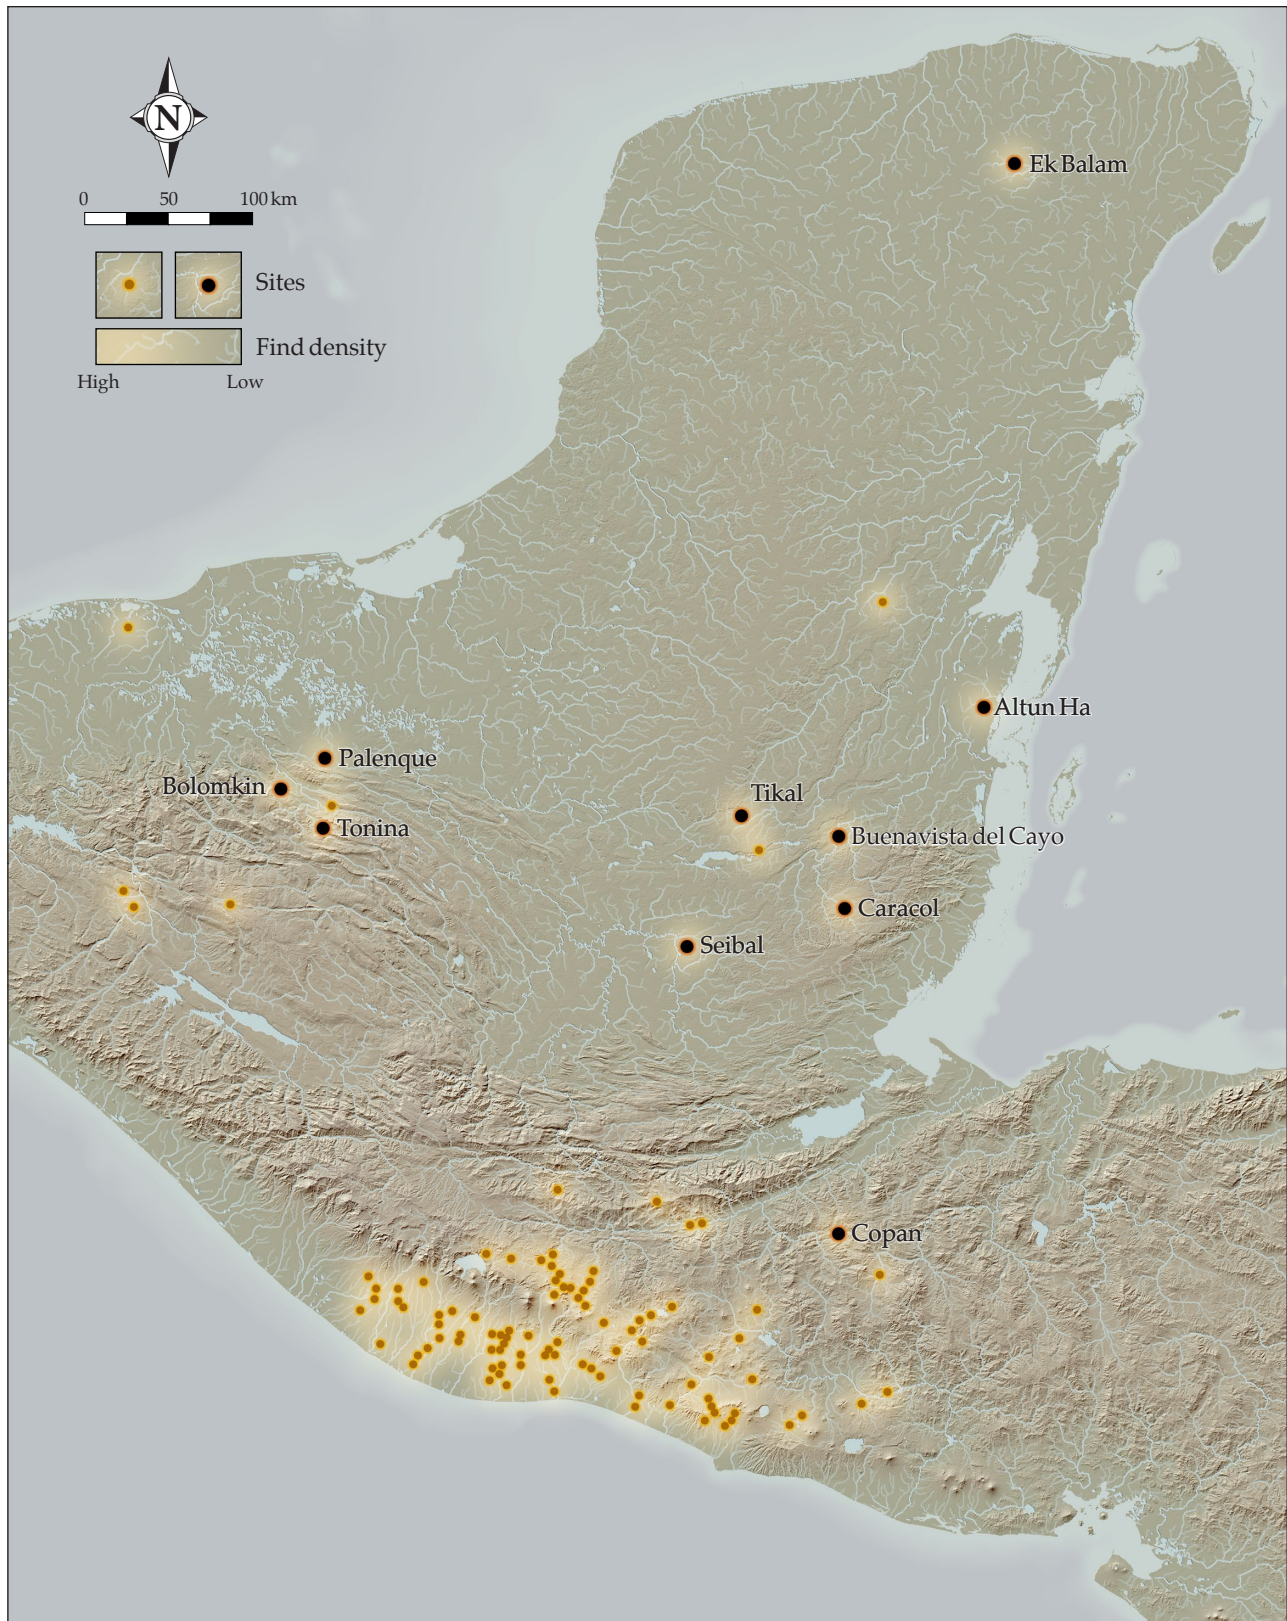 N
0 50 100 km
Sites
Find density
High Low
Ek Balam
Altun Ha
Palenque
Bolomkin
Tonina
Tikal
Buenavista del Cayo
Caracol
Seibal
Copan